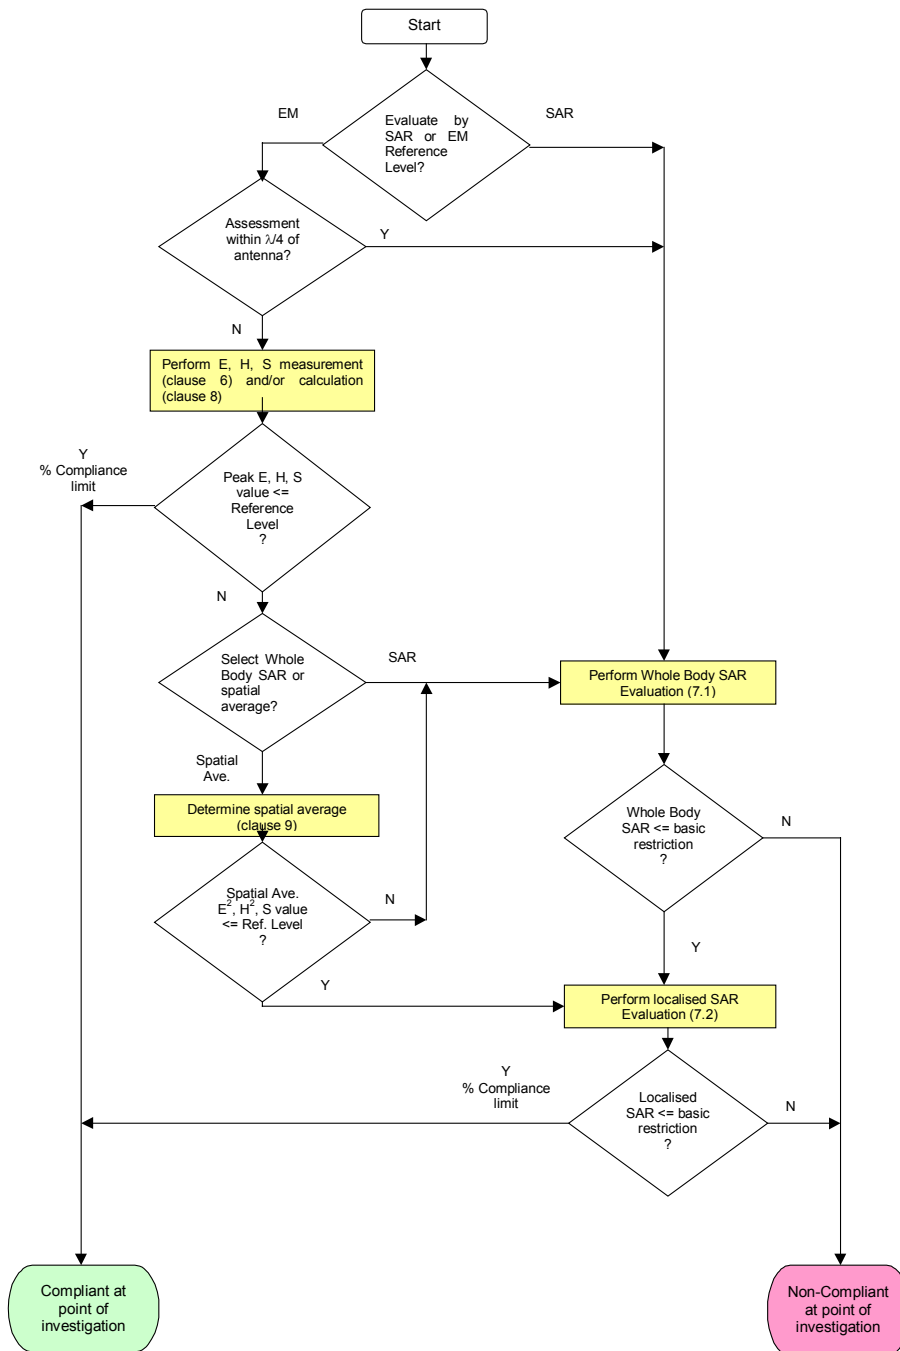 Start
EM
SAR
Evaluate by
SAR or EM
Reference
Level?
Assessment
within λ/4 of
antenna?
Y
N
Perform E, H, S measurement
(clause 6) and/or calculation
(clause 8)
Y
% Compliance
limit
Peak E, H, S
value <=
Reference
Level
?
N
Select Whole
Body SAR or
spatial
average?
SAR
Perform Whole Body SAR
Evaluation (7.1)
Spatial
Ave.
Determine spatial average
(clause 9)
Whole Body
SAR <= basic
restriction
?
N
Spatial Ave.
E², H², S value
<= Ref. Level
?
N
Y
Y
Perform localised SAR
Evaluation (7.2)
Y
% Compliance
limit
Localised
SAR <= basic
restriction
?
N
Compliant at
point of
investigation
Non-Compliant
at point of
investigation